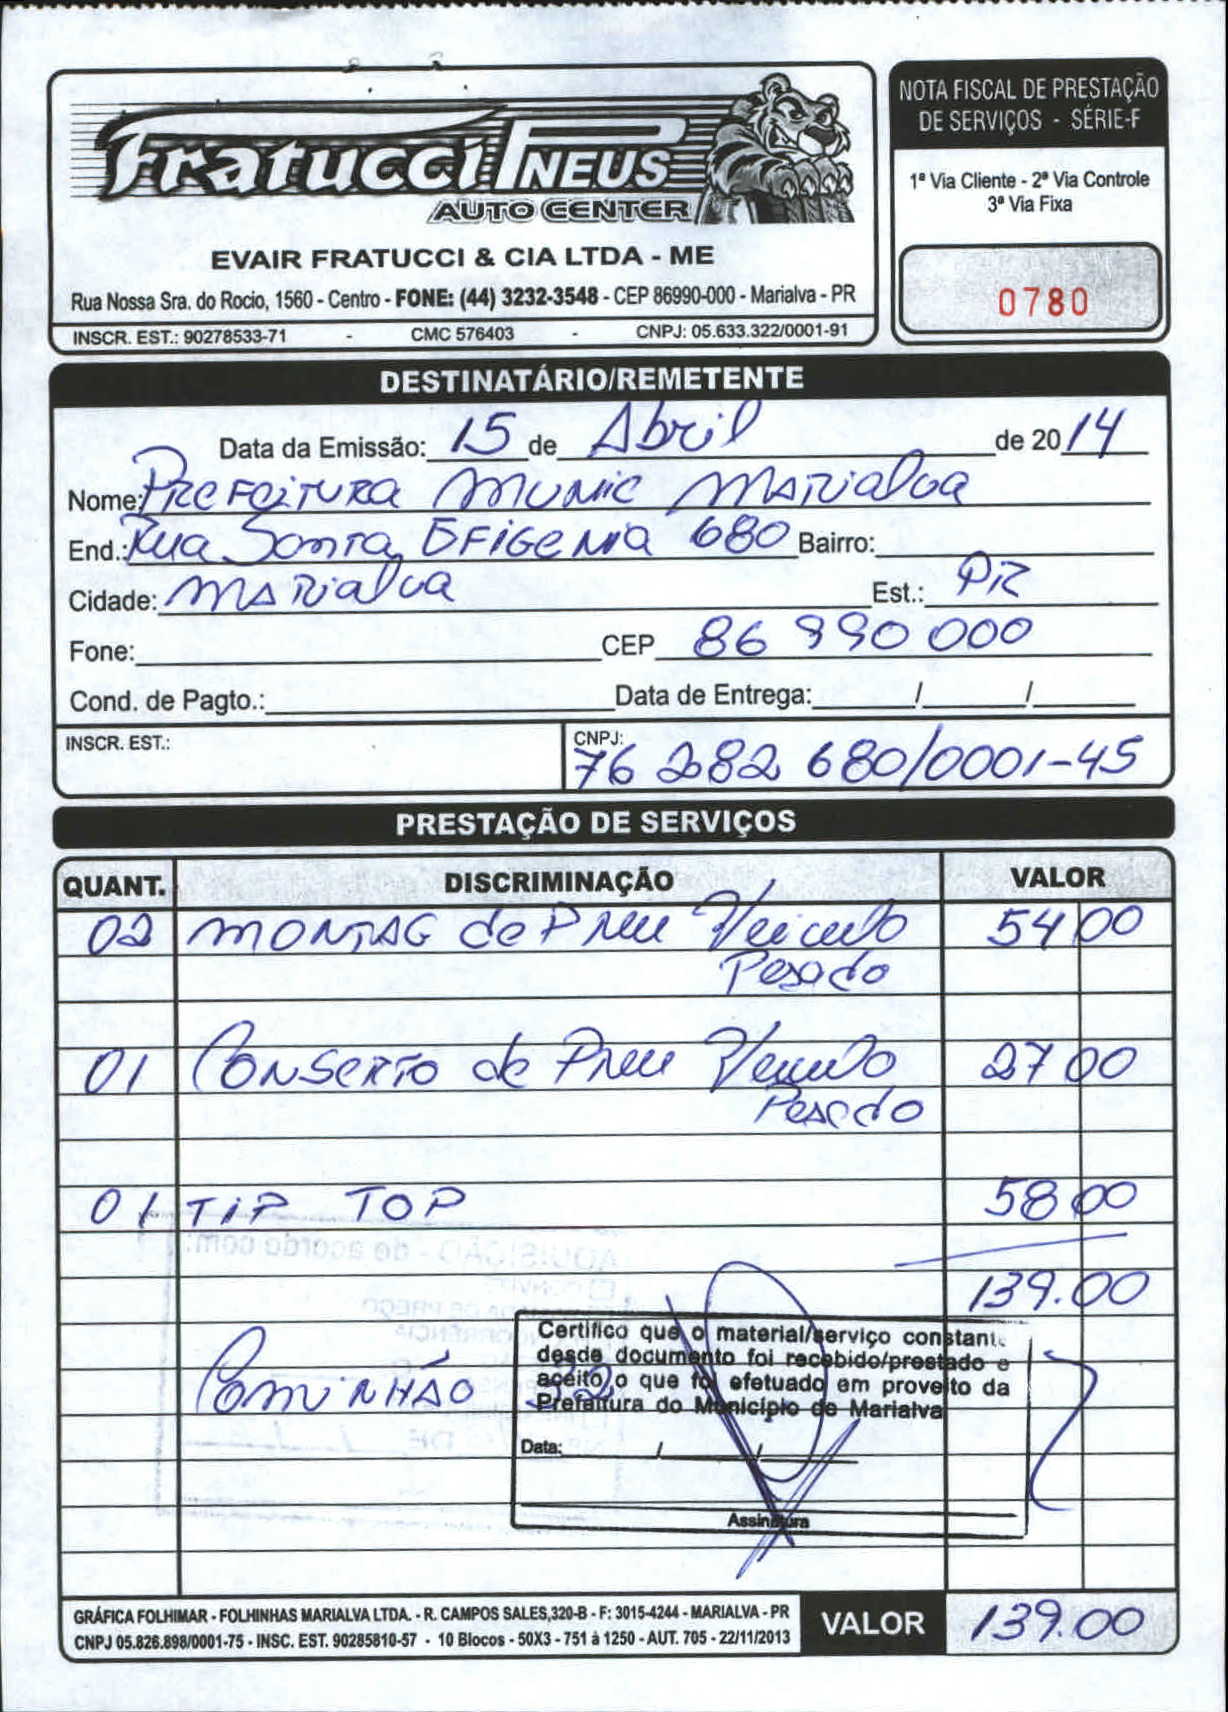 Fratucci PNEUS
AUTO CENTER
EVAIR FRATUCCI & CIA LTDA - ME
Rua Nossa Sra. do Rocio, 1560 - Centro - FONE: (44) 3232-3548 - CEP 86990-000 - Marialva - PR
INSCR. EST.: 90278533-71 - CMC 576403 - CNPJ: 05.633.322/0001-91
NOTA FISCAL DE PRESTAÇÃO
DE SERVIÇOS - SÉRIE-F
1ª Via Cliente - 2ª Via Controle
3ª Via Fixa
0780
DESTINATÁRIO/REMETENTE
Data da Emissão: 15 de Abril de 2014
Nome: Prefeitura Munic Marialva
End.: Rua Santa Efigenia 680 Bairro:
Cidade: Marialva Est.: PR
Fone: CEP 86 990 000
Cond. de Pagto.: Data de Entrega: / /
INSCR. EST.: CNPJ: 76 282 680/0001-45
PRESTAÇÃO DE SERVIÇOS
QUANT. DISCRIMINAÇÃO VALOR
02 MONTAG de Pneu Veiculo 54 00
Pesado
01 Conserto de Pneu Veiculo 27 00
Pesado
01 TIP TOP 58 00
AQUISIÇÃO - de acordo com:
139.00
Certifico que o material/serviço constante
desde documento foi recebido/prestado e
aceito, o que foi efetuado em proveito da
Prefeitura do Município de Marialva
Caminhão 32
Data: / /
Assinatura
GRÁFICA FOLHIMAR - FOLHINHAS MARIALVA LTDA. - R. CAMPOS SALES,320-B - F: 3015-4244 - MARIALVA - PR
CNPJ 05.826.898/0001-75 - INSC. EST. 90285810-57 - 10 Blocos - 50X3 - 751 à 1250 - AUT. 705 - 22/11/2013
VALOR 139.00